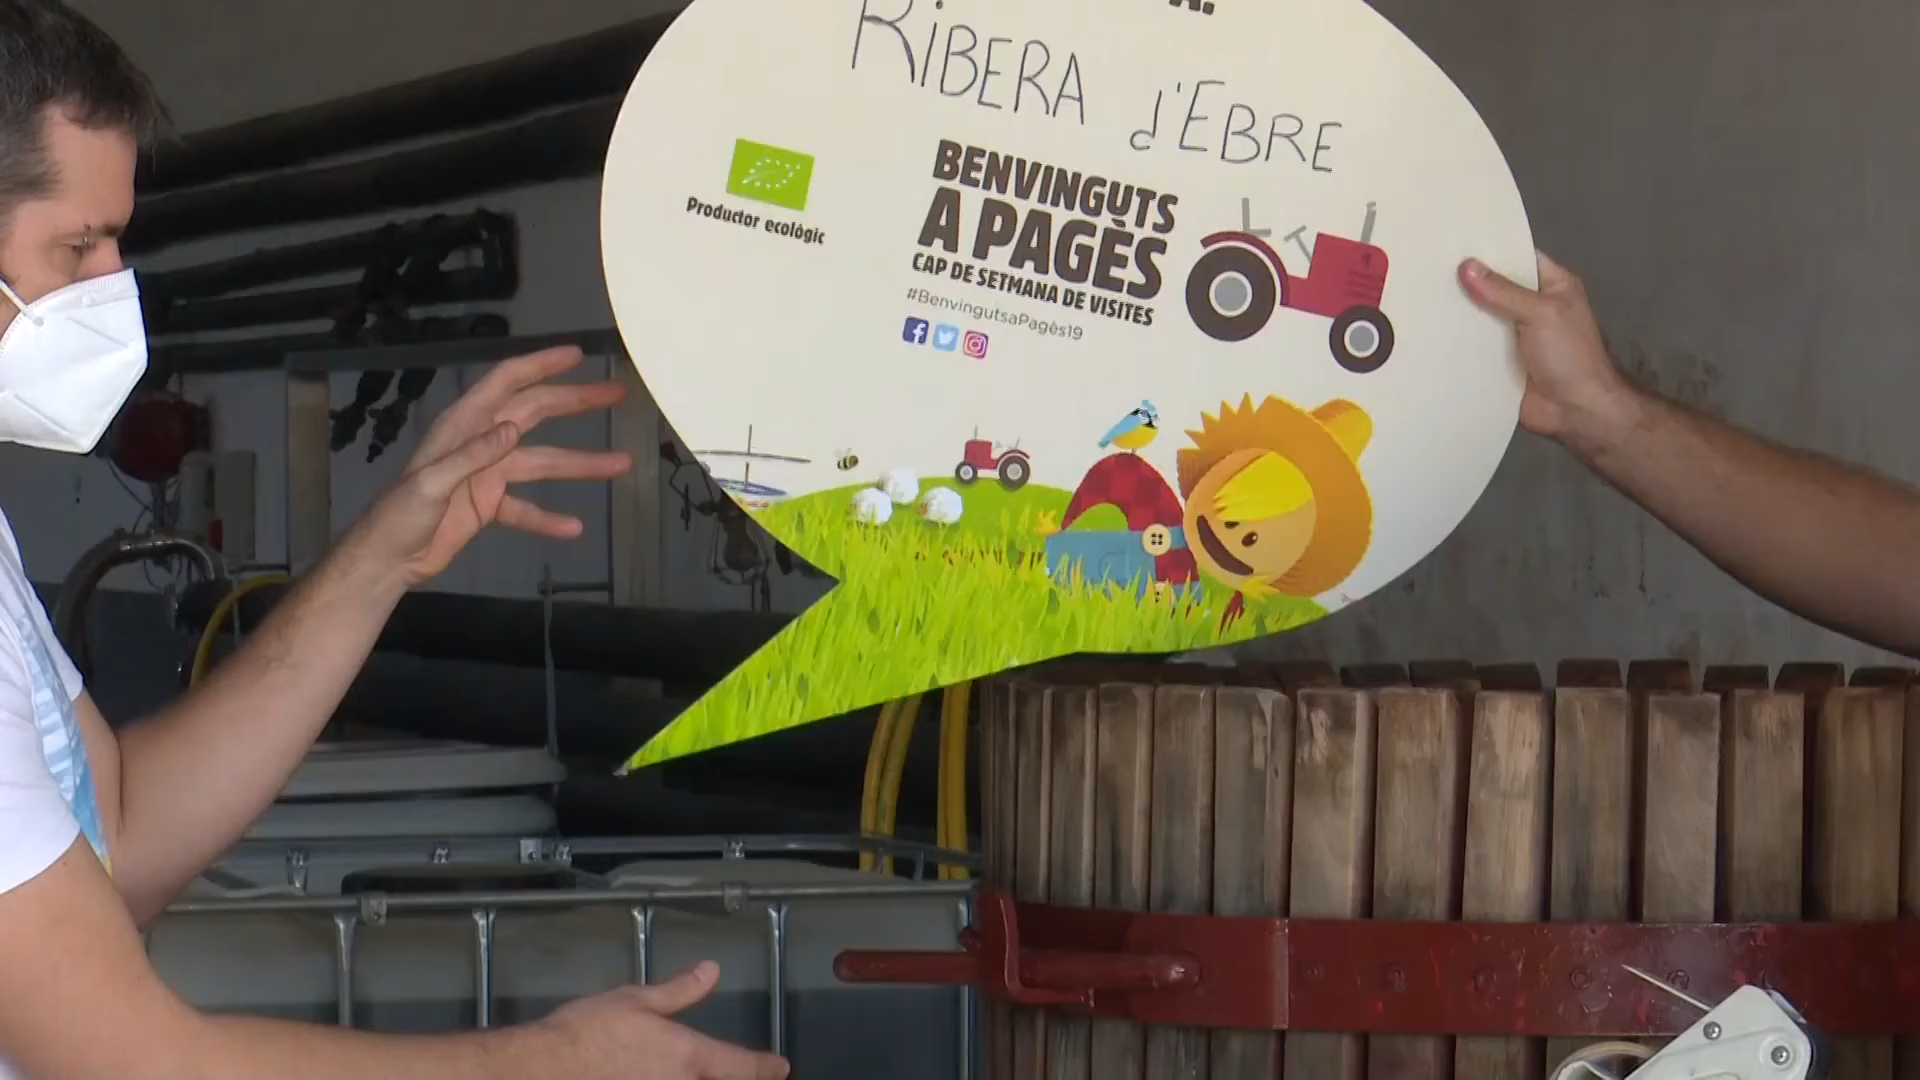 RIBERA d'EBRE
Productor ecològic
BENVINGUTS
A PAGÈS
CAP DE SETMANA DE VISITES
#BenvingutsaPagès19